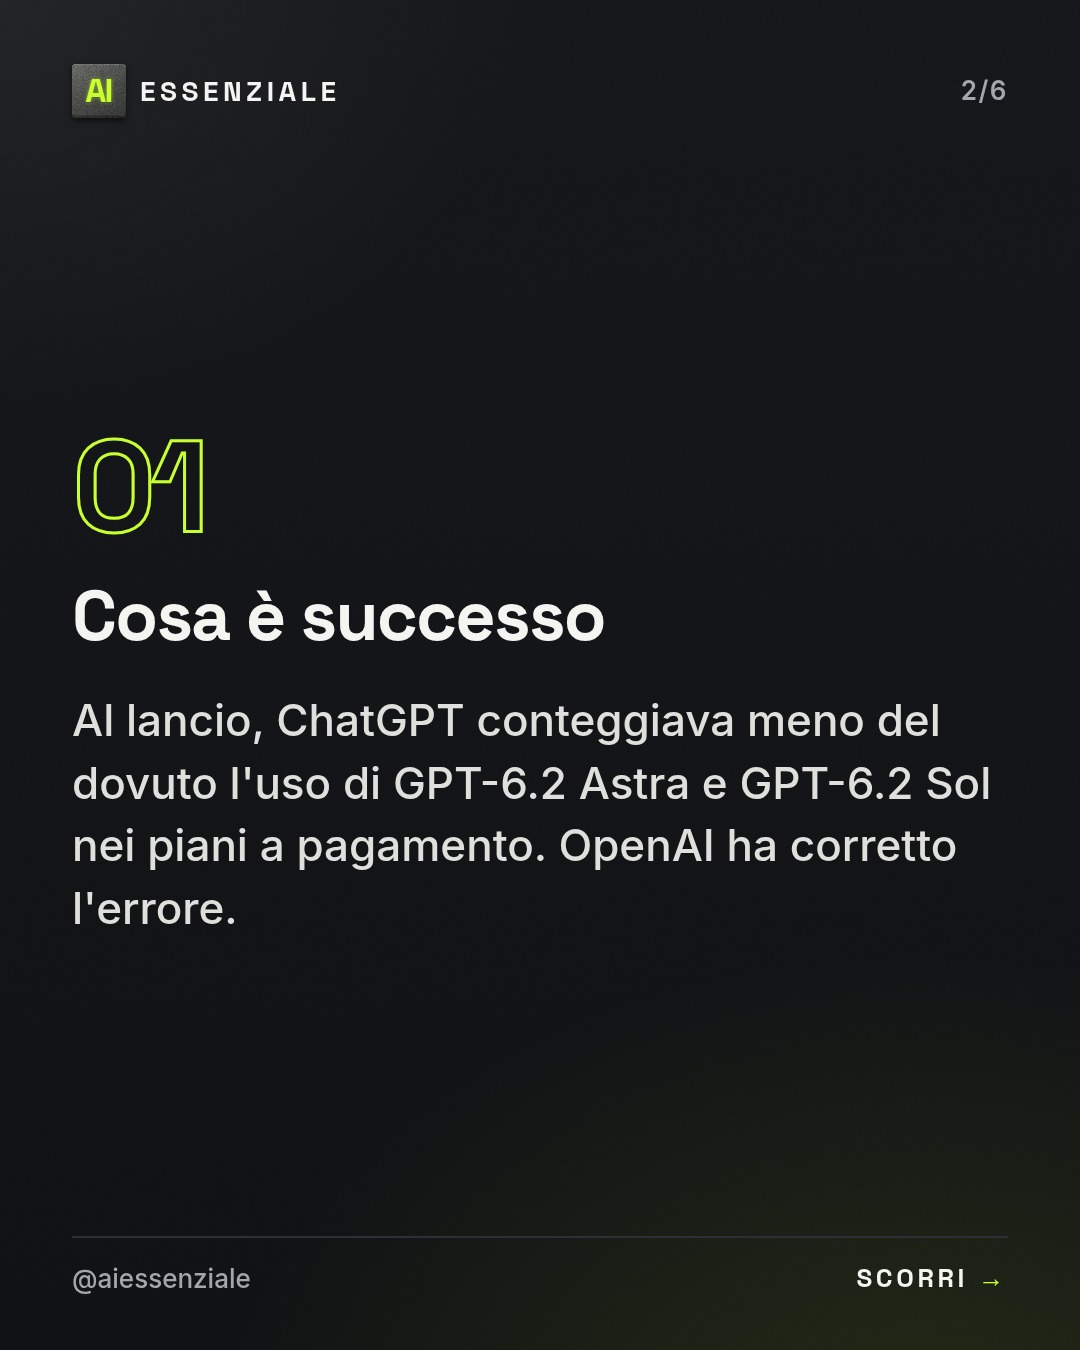 AI ESSENZIALE
2/6
01
Cosa è successo
Al lancio, ChatGPT conteggiava meno del
dovuto l'uso di GPT-6.2 Astra e GPT-6.2 Sol
nei piani a pagamento. OpenAI ha corretto
l'errore.
@aiessenziale
SCORRI →